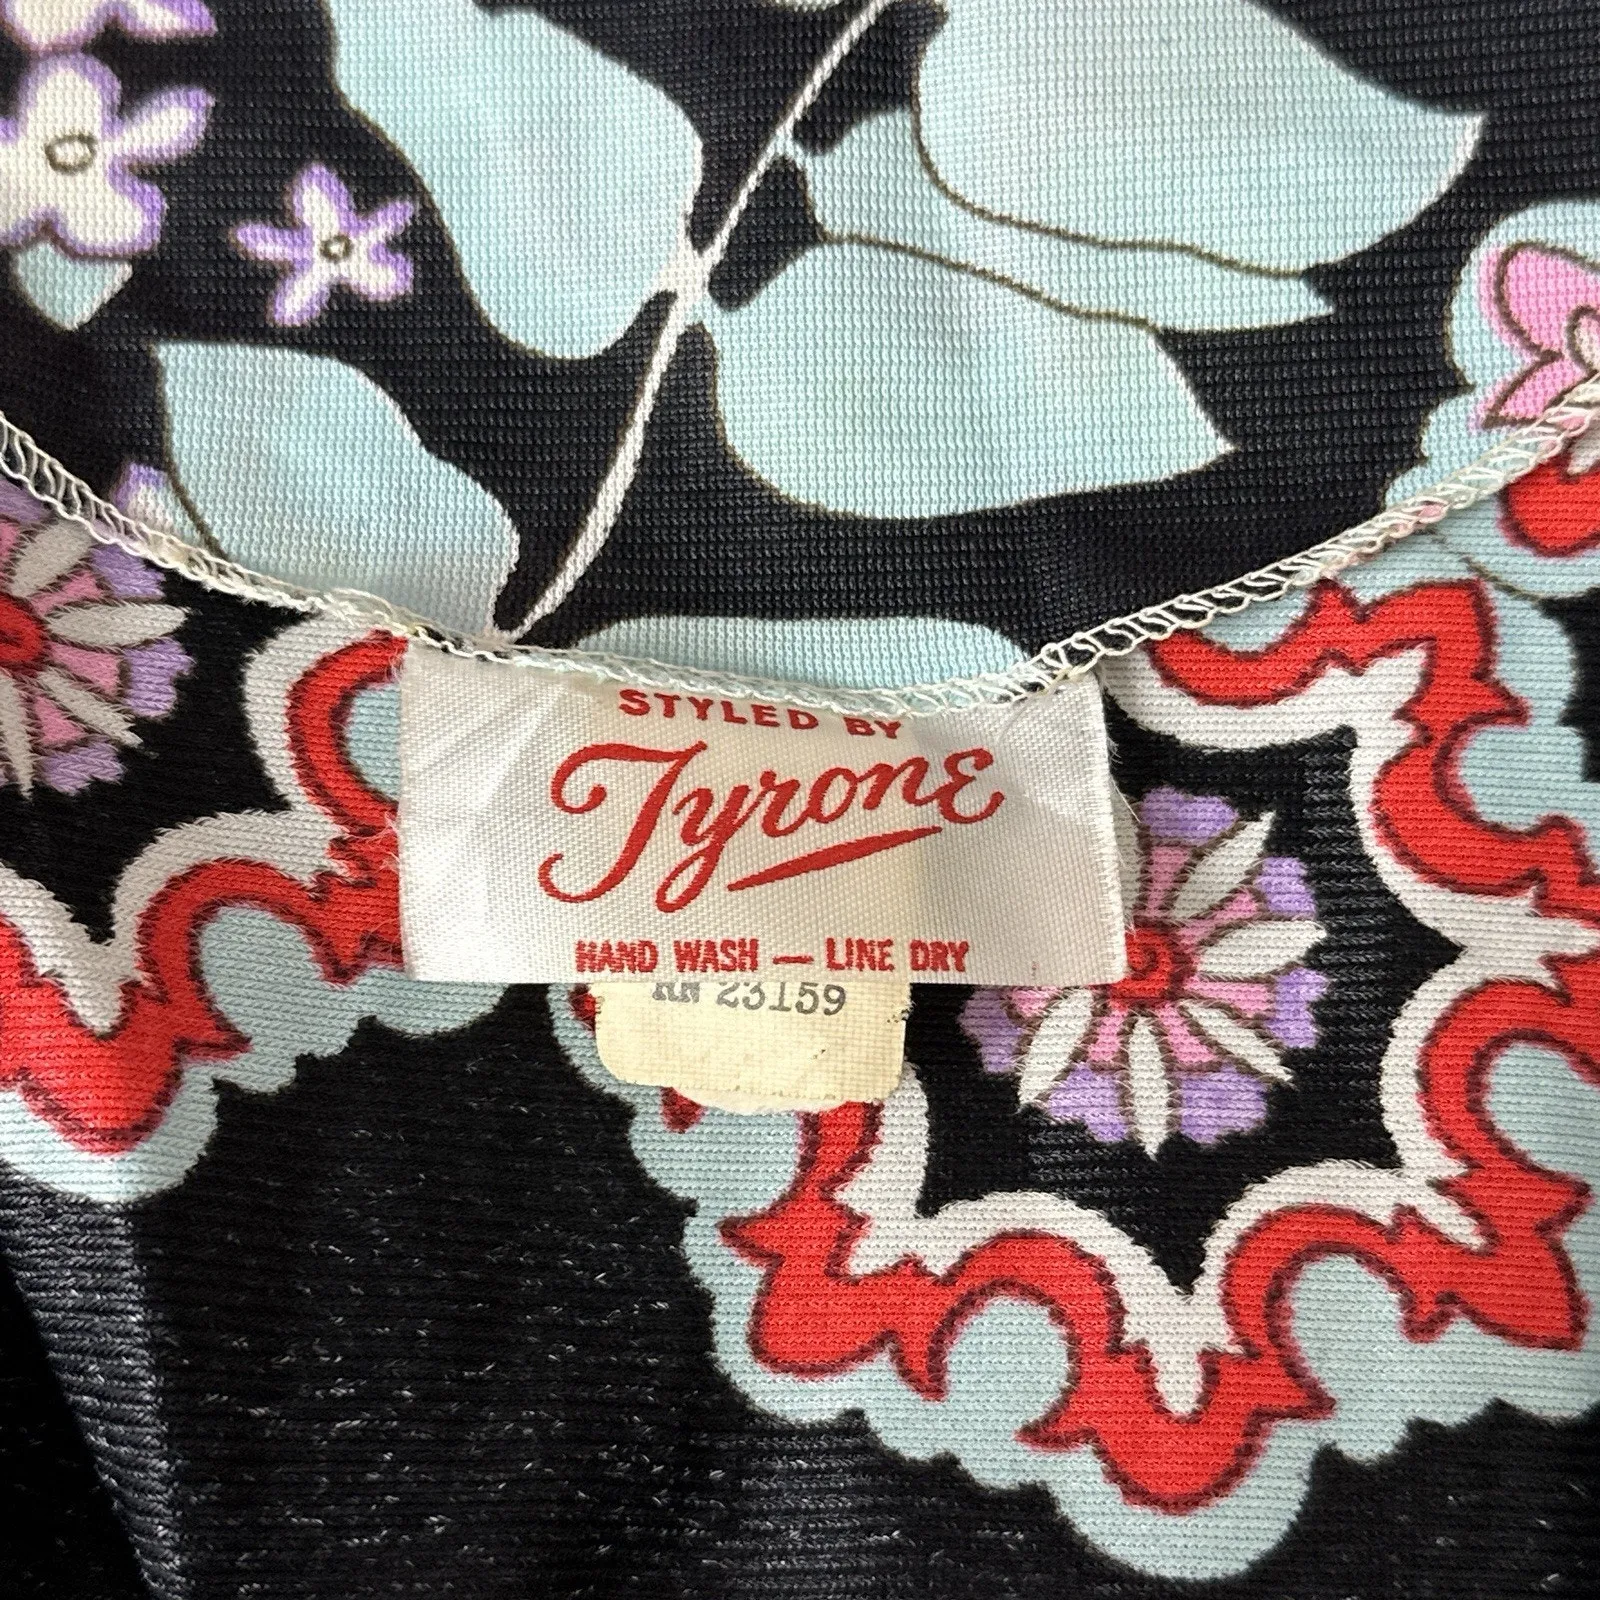 STYLED BY
Tyrone
HAND WASH — LINE DRY
RN 23159